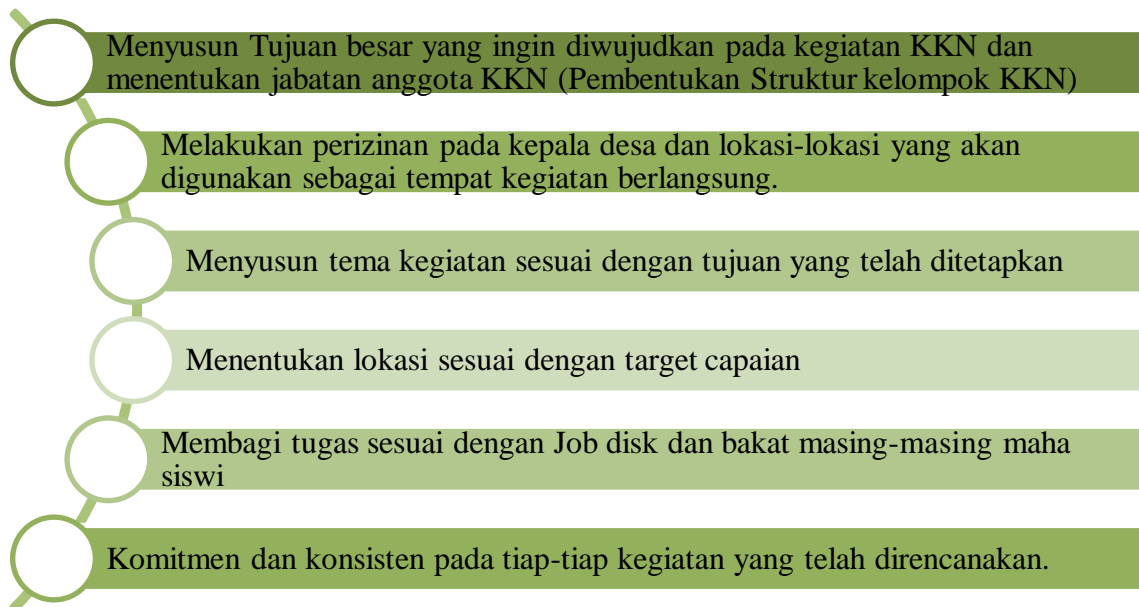 Menyusun Tujuan besar yang ingin diwujudkan pada kegiatan KKN dan
menentukan jabatan anggota KKN (Pembentukan Struktur kelompok KKN)
Melakukan perizinan pada kepala desa dan lokasi-lokasi yang akan
digunakan sebagai tempat kegiatan berlangsung.
Menyusun tema kegiatan sesuai dengan tujuan yang telah ditetapkan
Menentukan lokasi sesuai dengan target capaian
Membagi tugas sesuai dengan Job disk dan bakat masing-masing maha
siswi
Komitmen dan konsisten pada tiap-tiap kegiatan yang telah direncanakan.